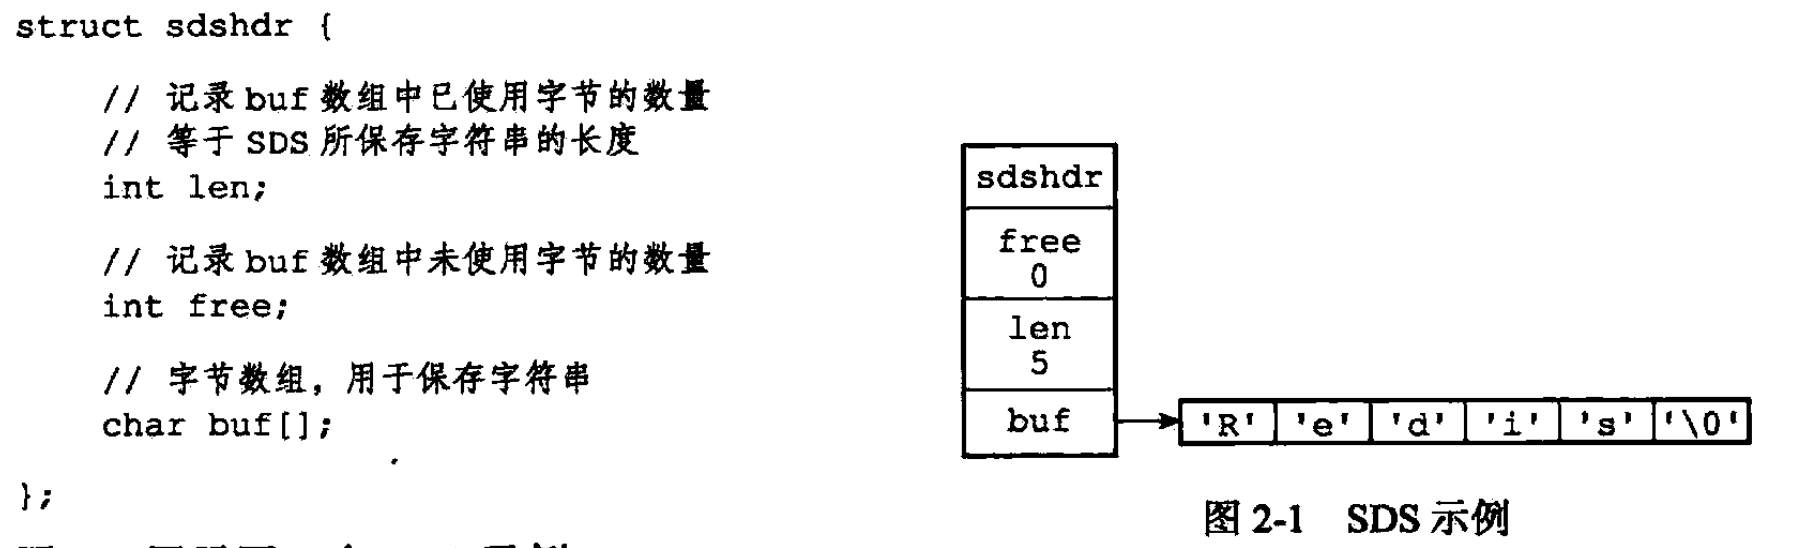 struct sdshdr {
// 记录 buf 数组中已使用字节的数量
// 等于 SDS 所保存字符串的长度
int len;
// 记录 buf 数组中未使用字节的数量
int free;
// 字节数组，用于保存字符串
char buf[];
};
sdshdr
free
0
len
5
buf
'R' 'e' 'd' 'i' 's' '\0'
图 2-1 SDS 示例